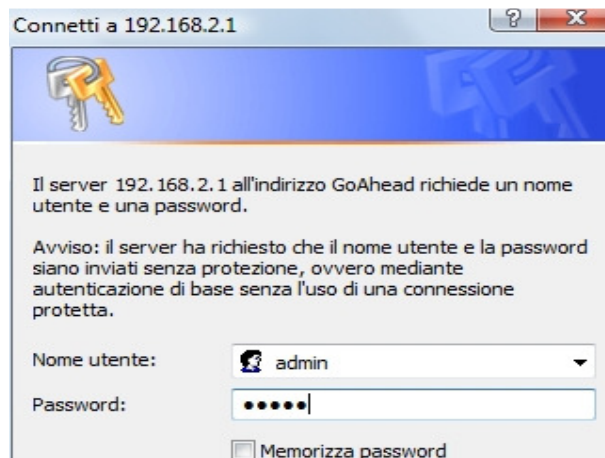 Connetti a 192.168.2.1
Il server 192.168.2.1 all'indirizzo GoAhead richiede un nome
utente e una password.
Avviso: il server ha richiesto che il nome utente e la password
siano inviati senza protezione, ovvero mediante
autenticazione di base senza l'uso di una connessione
protetta.
Nome utente: admin
Password: •••••
Memorizza password